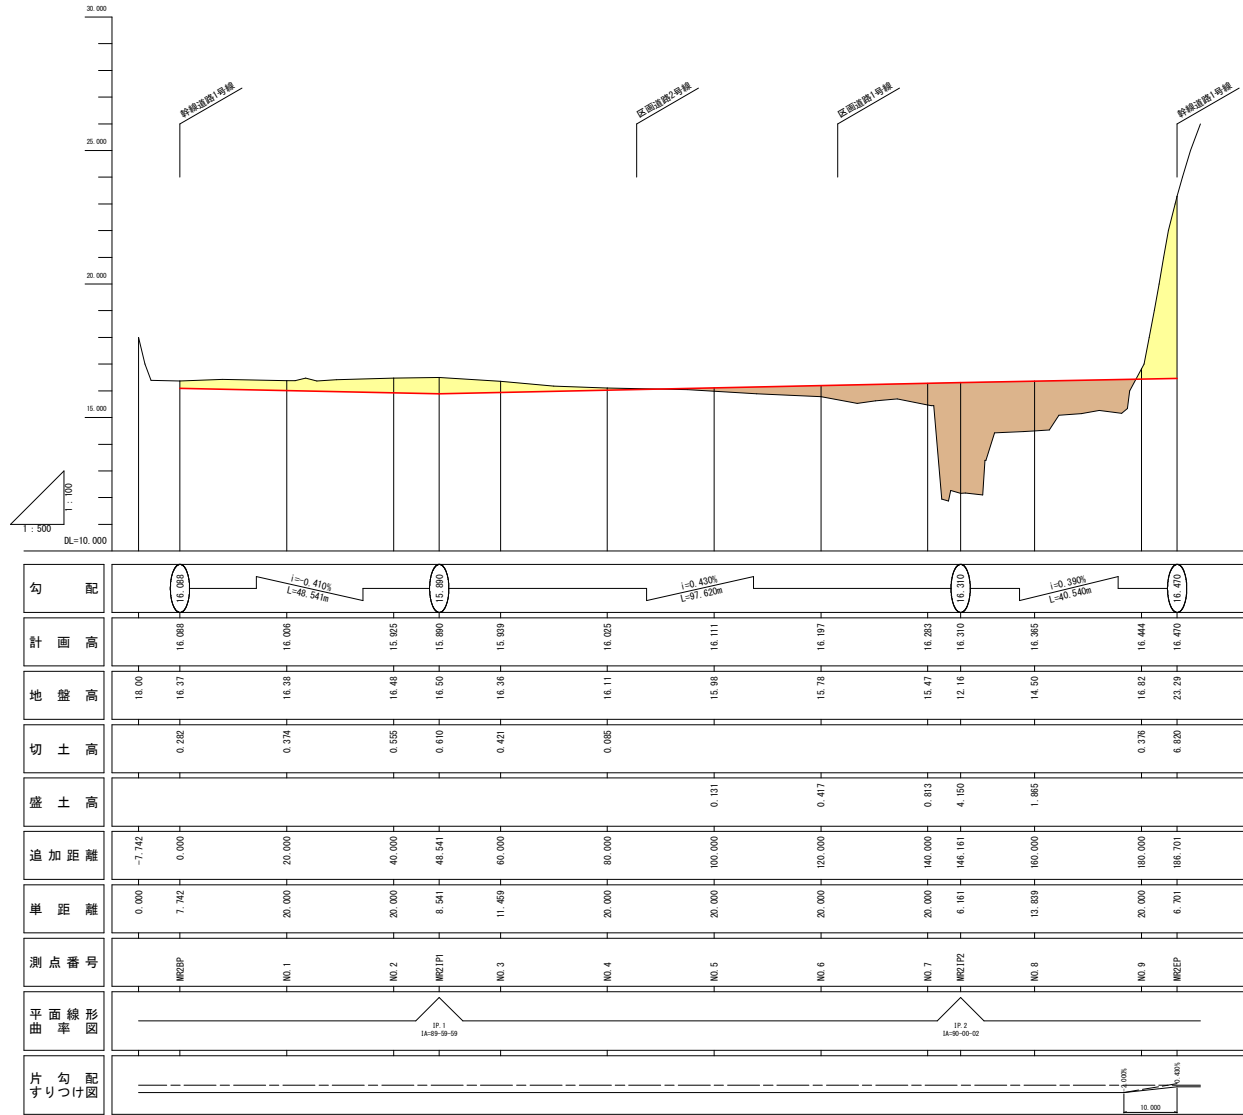 30.000
幹線道路1号線
区画道路2号線
区画道路1号線
幹線道路1号線
25.000
20.000
15.000
1：100
1：500
DL=10.000
勾配
16.088
i=-0.410%
L=48.541m
15.890
i=0.430%
L=97.620m
16.310
i=0.390%
L=40.540m
16.470
計画高
16.088 16.006 15.925 15.890 15.939 16.025 16.111 16.197 16.283 16.310 16.365 16.444 16.470
地盤高
18.00 16.37 16.38 16.48 16.50 16.36 16.11 15.98 15.78 15.47 12.16 14.50 16.82 23.29
切土高
0.282 0.374 0.555 0.610 0.421 0.085 0.376 6.820
盛土高
0.131 0.417 0.813 4.150 1.865
追加距離
-7.742 0.000 20.000 40.000 48.541 60.000 80.000 100.000 120.000 140.000 146.161 160.000 180.000 186.701
単距離
0.000 7.742 20.000 20.000 8.541 11.459 20.000 20.000 20.000 20.000 6.161 13.839 20.000 6.701
測点番号
MR2BP NO.1 NO.2 MR2IP1 NO.3 NO.4 NO.5 NO.6 NO.7 MR2IP2 NO.8 NO.9 MR2EP
平面線形
曲率図
IP.1
IA=89-59-59
IP.2
IA=90-00-02
片勾配
すりつけ図
-2.000%
0.430%
10.000